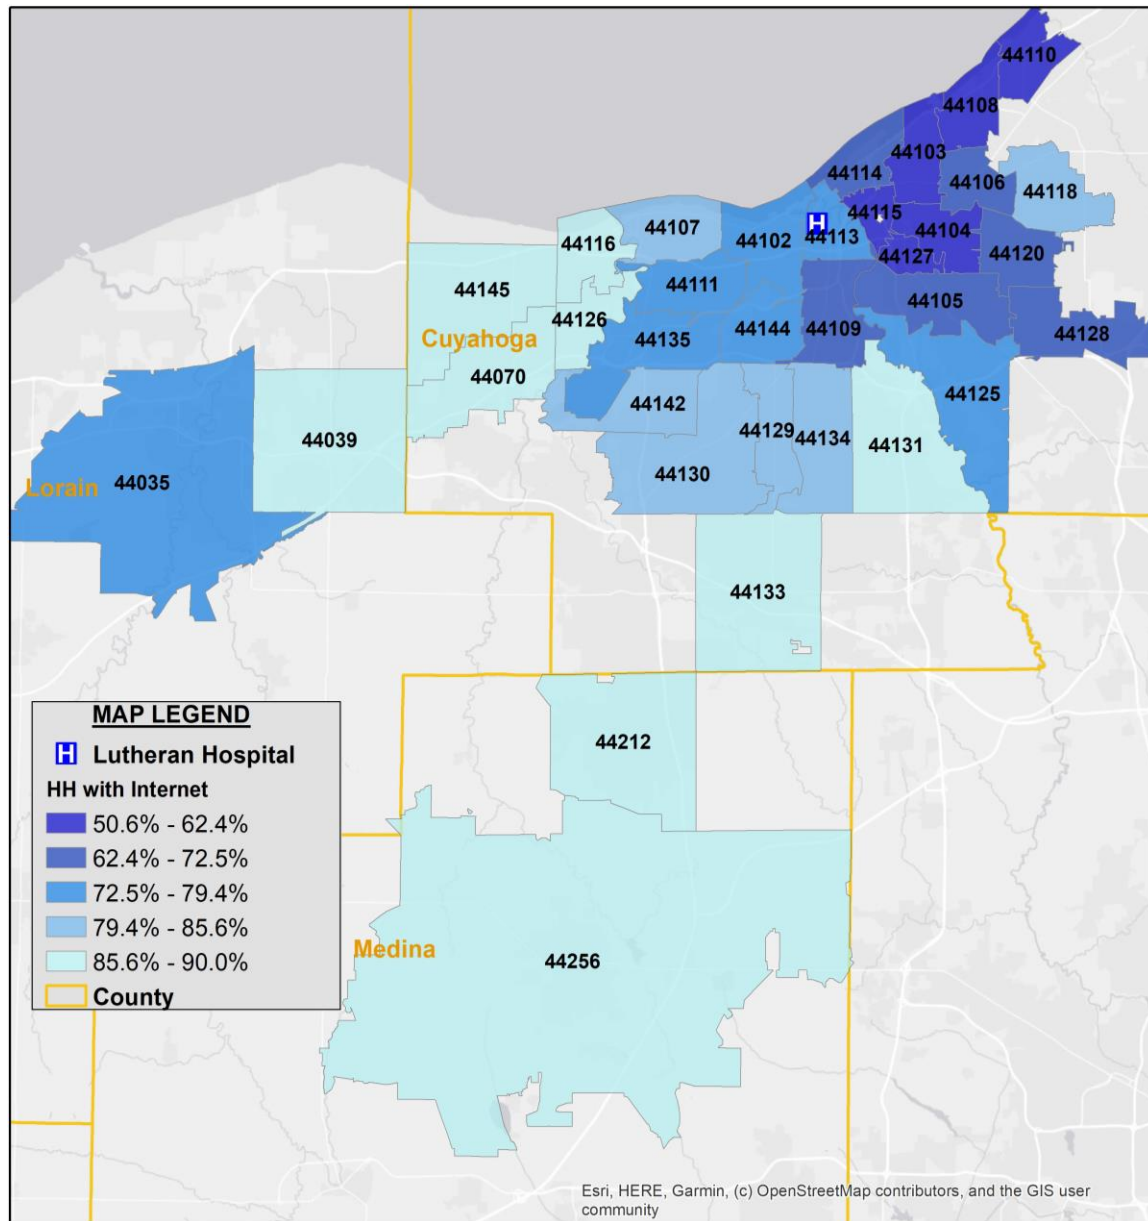 44110
44108
44103
44114
44106
44118
44115
44107
44116
44102
H
44113
44104
44127
44120
44145
44111
44105
44126
Cuyahoga
44135
44144
44109
44128
44070
44125
44142
44039
44129
44134
44131
44035
Lorain
44130
44133
MAP LEGEND
H Lutheran Hospital
HH with Internet
50.6% - 62.4%
62.4% - 72.5%
72.5% - 79.4%
79.4% - 85.6%
85.6% - 90.0%
County
44212
Medina
44256
Esri, HERE, Garmin, (c) OpenStreetMap contributors, and the GIS user
community